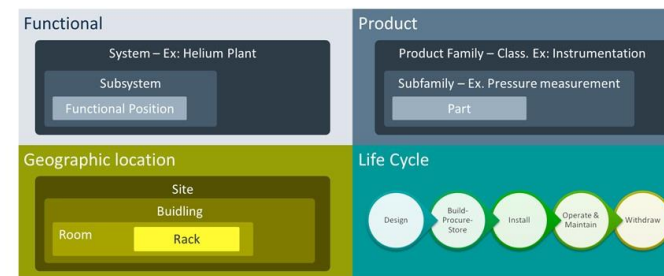 Functional
System – Ex: Helium Plant
Subsystem
Functional Position
Product
Product Family – Class. Ex: Instrumentation
Subfamily – Ex. Pressure measurement
Part
Geographic location
Site
Buidling
Room
Rack
Life Cycle
Design
Build-
Procure-
Store
Install
Operate &
Maintain
Withdraw